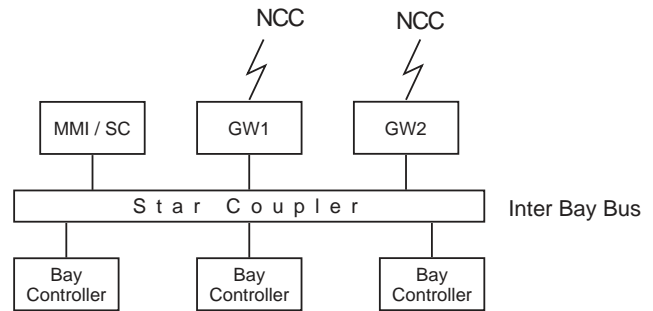 NCC NCC
MMI / SC GW1 GW2
Star Coupler Inter Bay Bus
Bay Bay Bay
Controller Controller Controller